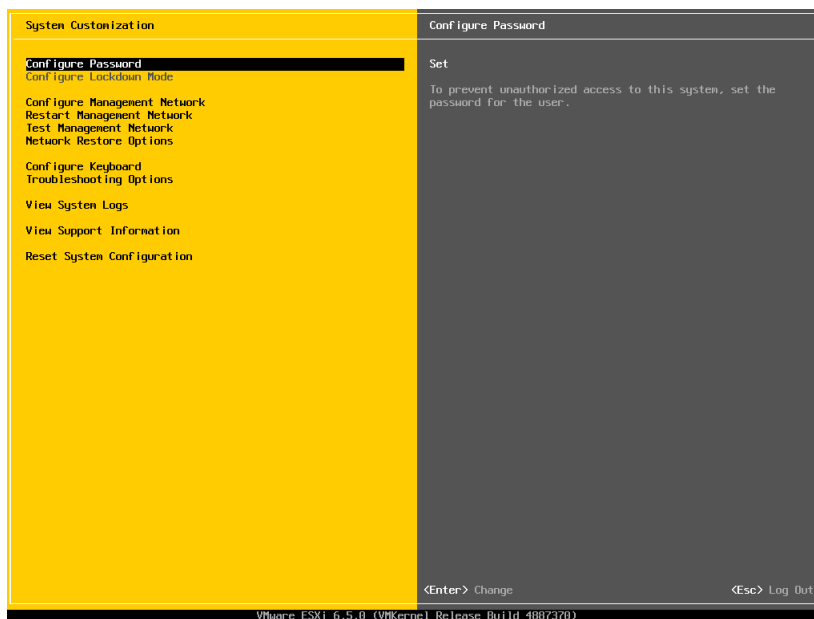 System Customization
Configure Password
Configure Lockdown Mode
Configure Management Network
Restart Management Network
Test Management Network
Network Restore Options
Configure Keyboard
Troubleshooting Options
View System Logs
View Support Information
Reset System Configuration
Configure Password
Set
To prevent unauthorized access to this system, set the
password for the user.
<Enter> Change
<Esc> Log Out
VMware ESXi 6.5.0 (VMKernel Release Build 4887370)